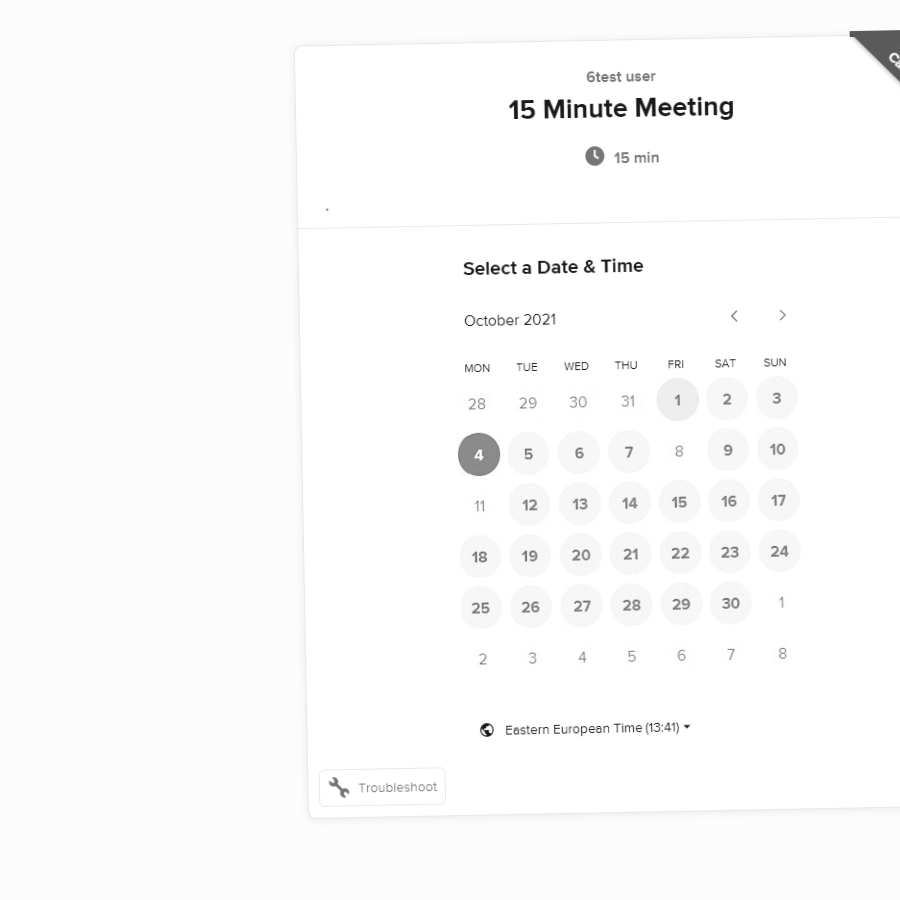 6test user
15 Minute Meeting
15 min
.
Select a Date & Time
October 2021
MON TUE WED THU FRI SAT SUN
28 29 30 31 1 2 3
4 5 6 7 8 9 10
11 12 13 14 15 16 17
18 19 20 21 22 23 24
25 26 27 28 29 30 1
2 3 4 5 6 7 8
Eastern European Time (13:41)
Troubleshoot